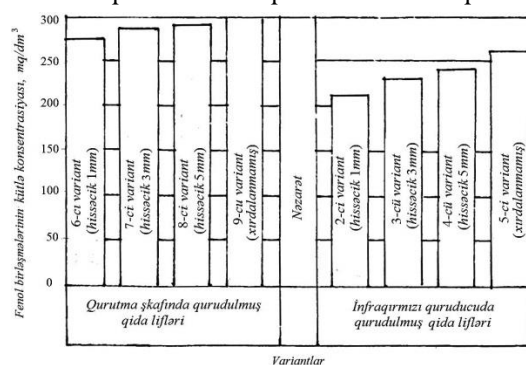 Fenol birləşmələrinin kütlə konsentrasiyası, mq/dm³
300
250
200
150
100
50
0
6-cı variant
(hissəcik 1mm)
7-ci variant
(hissəcik 3mm)
8-ci variant
(hissəcik 5mm)
9-cu variant
(xırdalanmamış)
Nəzarət
2-ci variant
(hissəcik 1mm)
3-cü variant
(hissəcik 3mm)
4-cü variant
(hissəcik 5mm)
5-ci variant
(xırdalanmamış)
Qurutma şkafında qurudulmuş
qida lifləri
İnfraqırmızı quruducuda
qurudulmuş qida lifləri
Variantlar